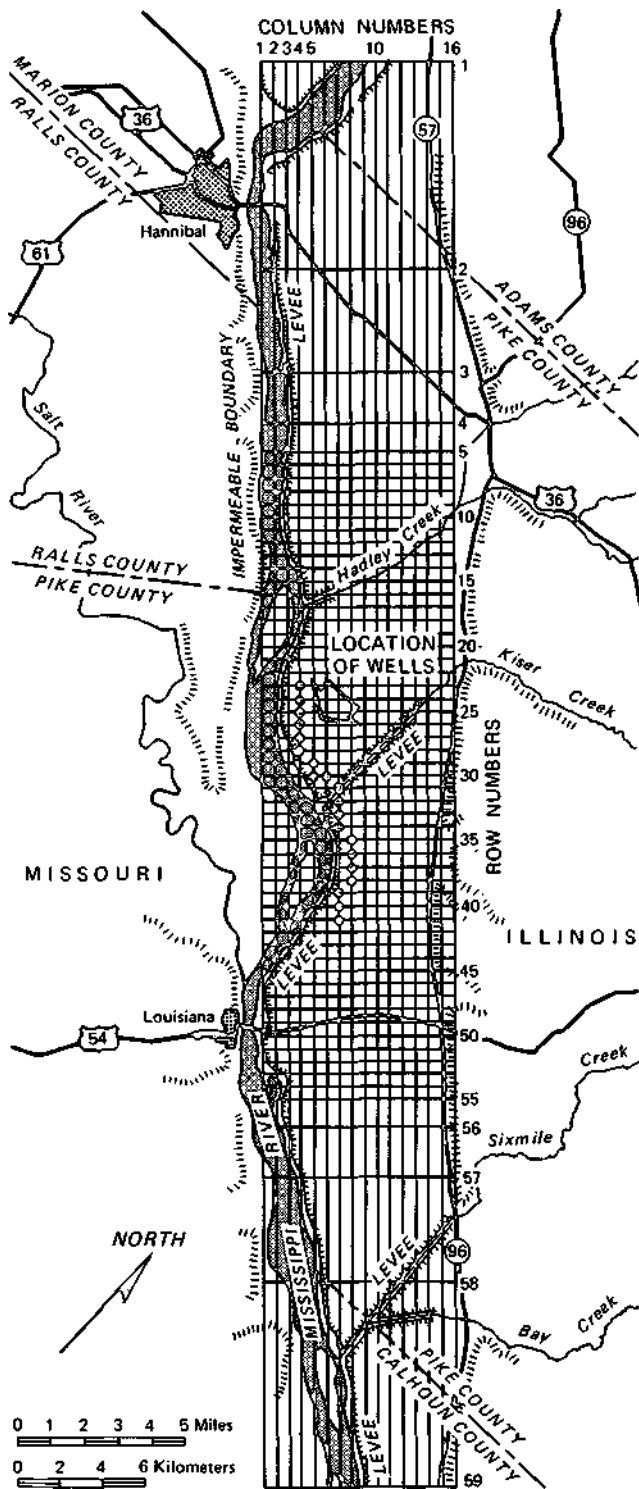 COLUMN NUMBERS
1 2 3 4 5 6 10 16
MARION COUNTY
RALLS COUNTY
36
57
1
Hannibal
96
61
LEVEE
2
ADAMS COUNTY
PIKE COUNTY
IMPERMEABLE BOUNDARY
3
Salt
River
4
5
36
10
Hadley Creek
RALLS COUNTY
PIKE COUNTY
15
LOCATION
OF WELLS
20
Kiser
Creek
25
LEVEE
30
ROW NUMBERS
35
MISSOURI
40
ILLINOIS
LEVEE
45
Louisiana
50
54
Creek
55
RIVER
56
Sixmile
57
NORTH
MISSISSIPPI
LEVEE
96
58
Bay
Creek
PIKE COUNTY
CALHOUN COUNTY
LEVEE
0 1 2 3 4 5 Miles
0 2 4 6 Kilometers
59